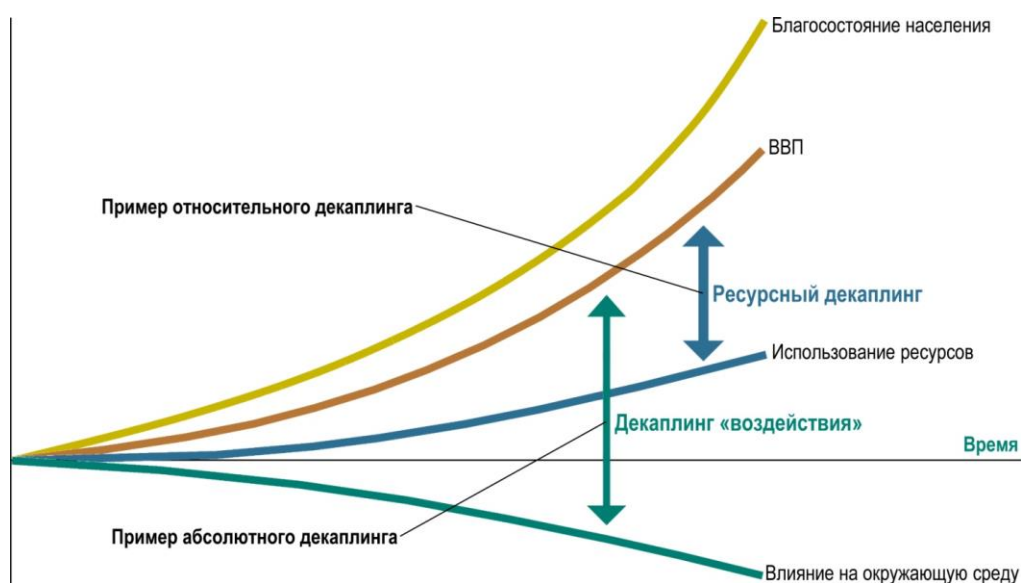 Благосостояние населения
ВВП
Пример относительного декаплинга
Ресурсный декаплинг
Использование ресурсов
Декаплинг «воздействия»
Время
Пример абсолютного декаплинга
Влияние на окружающую среду